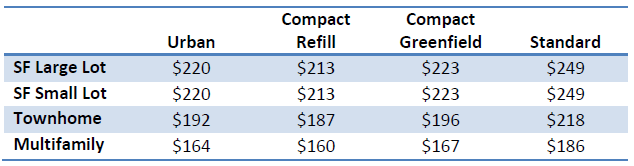 Compact Compact
Urban Refill Greenfield Standard
SF Large Lot $220 $213 $223 $249
SF Small Lot $220 $213 $223 $249
Townhome $192 $187 $196 $218
Multifamily $164 $160 $167 $186